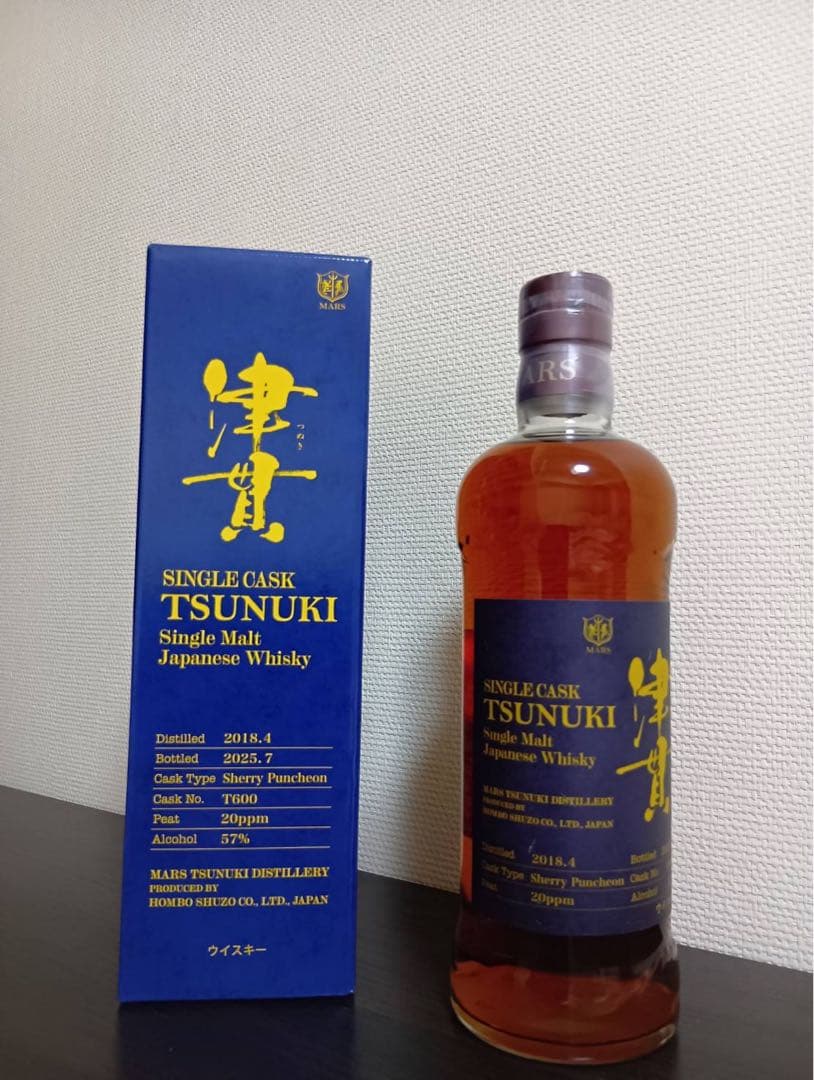 MARS
津貫
つぬき
SINGLE CASK
TSUNUKI
Single Malt
Japanese Whisky
Distilled 2018.4
Bottled 2025.7
Cask Type Sherry Puncheon
Cask No. T600
Peat 20ppm
Alcohol 57%
MARS TSUNUKI DISTILLERY
PRODUCED BY
HOMBO SHUZO CO., LTD., JAPAN
ウイスキー
MARS
津貫
SINGLE CASK
TSUNUKI
Single Malt
Japanese Whisky
MARS TSUNUKI DISTILLERY
PRODUCED BY
HOMBO SHUZO CO., LTD., JAPAN
Distilled 2018.4 Bottled
Cask Type Sherry Puncheon Cask No
Peat 20ppm Alcohol